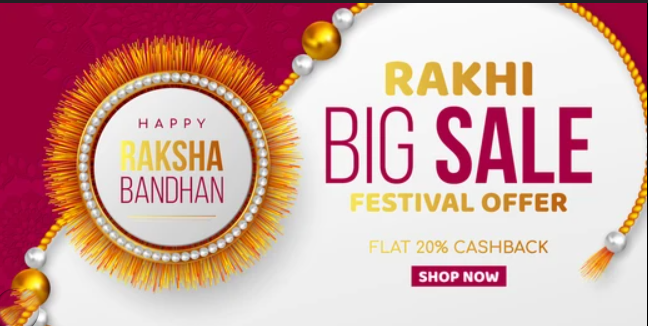 HAPPY
RAKSHA
BANDHAN
RAKHI
BIG SALE
FESTIVAL OFFER
FLAT 20% CASHBACK
SHOP NOW